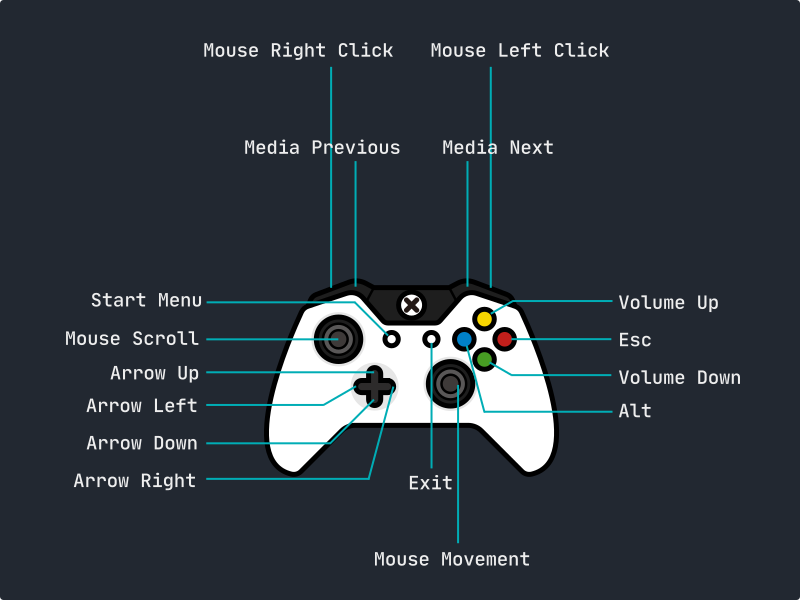 Mouse Right Click
Mouse Left Click
Media Previous
Media Next
Start Menu
Volume Up
Mouse Scroll
Esc
Arrow Up
Volume Down
Arrow Left
Alt
Arrow Down
Arrow Right
Exit
Mouse Movement